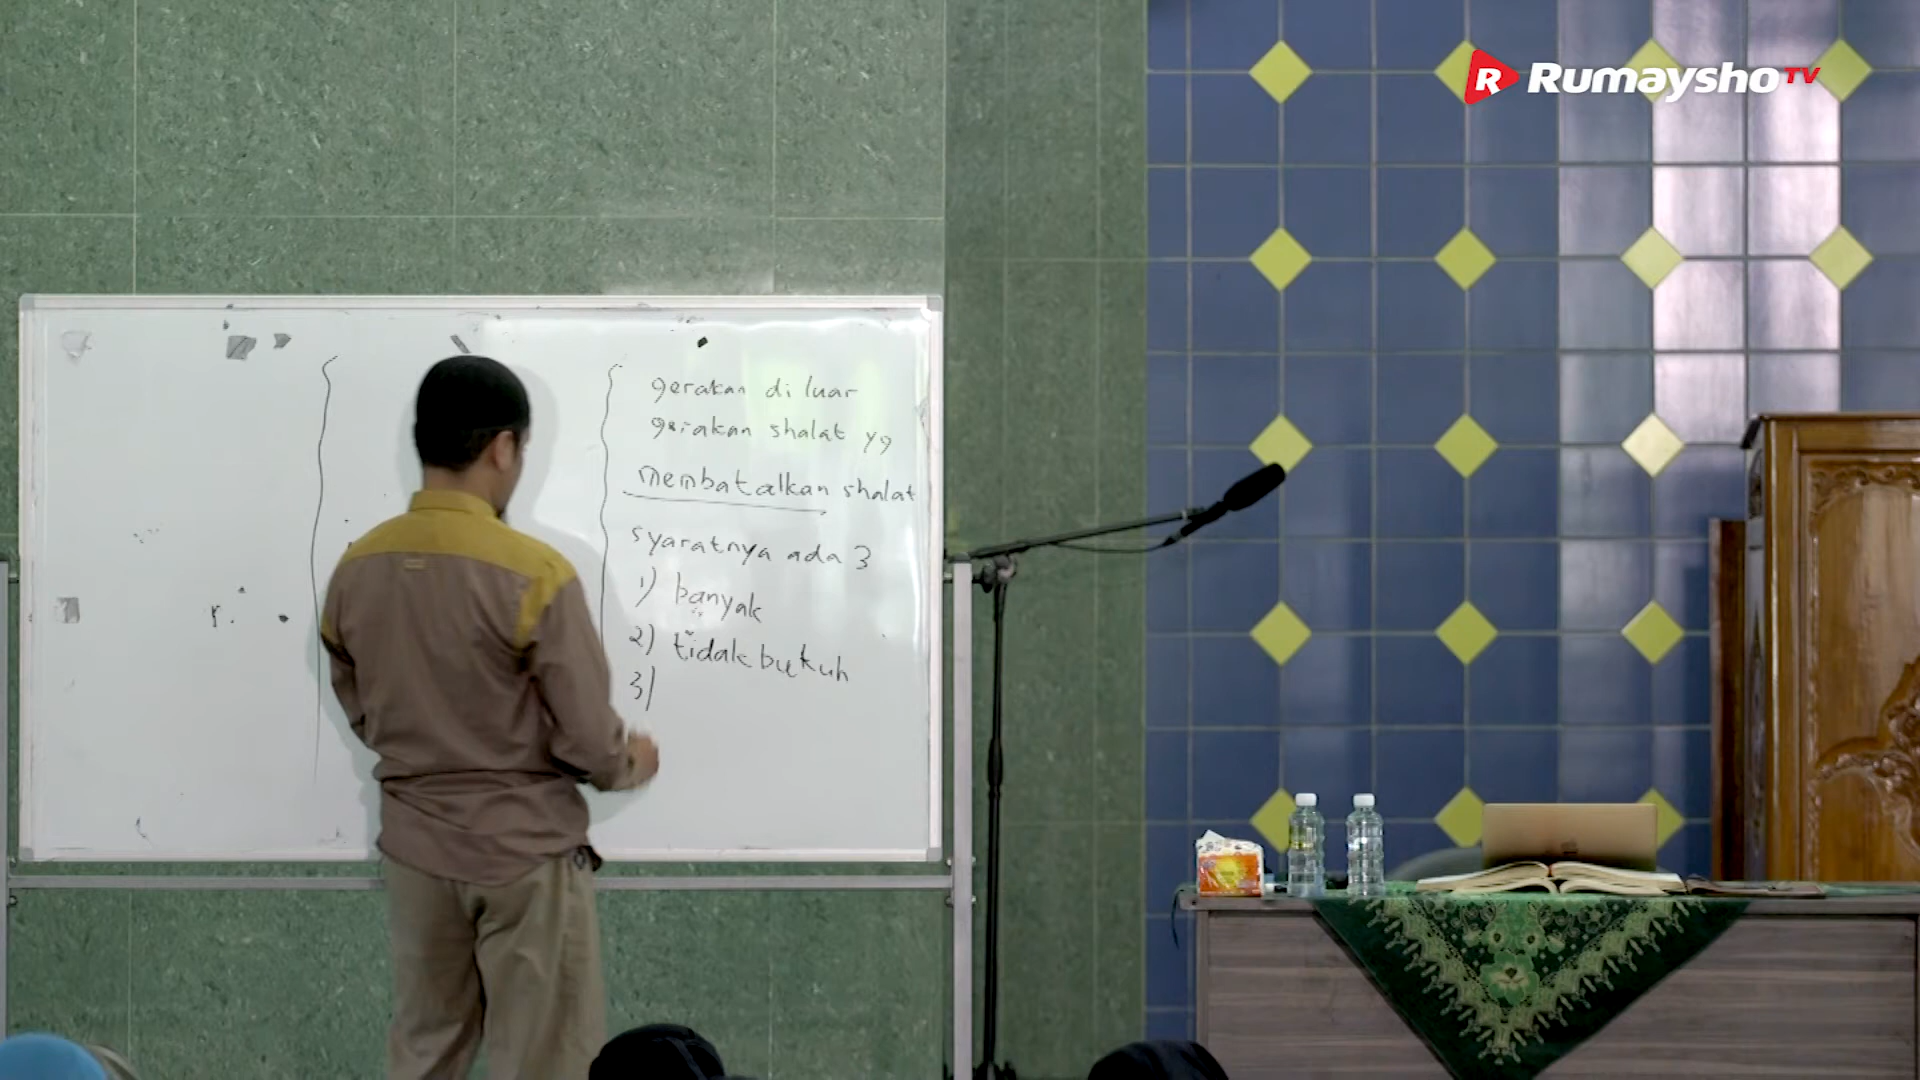 R RumayshoTV
gerakan di luar
gerakan shalat yg
membatalkan shalat
syaratnya ada 3
1) banyak
2) tidak butuh
3)